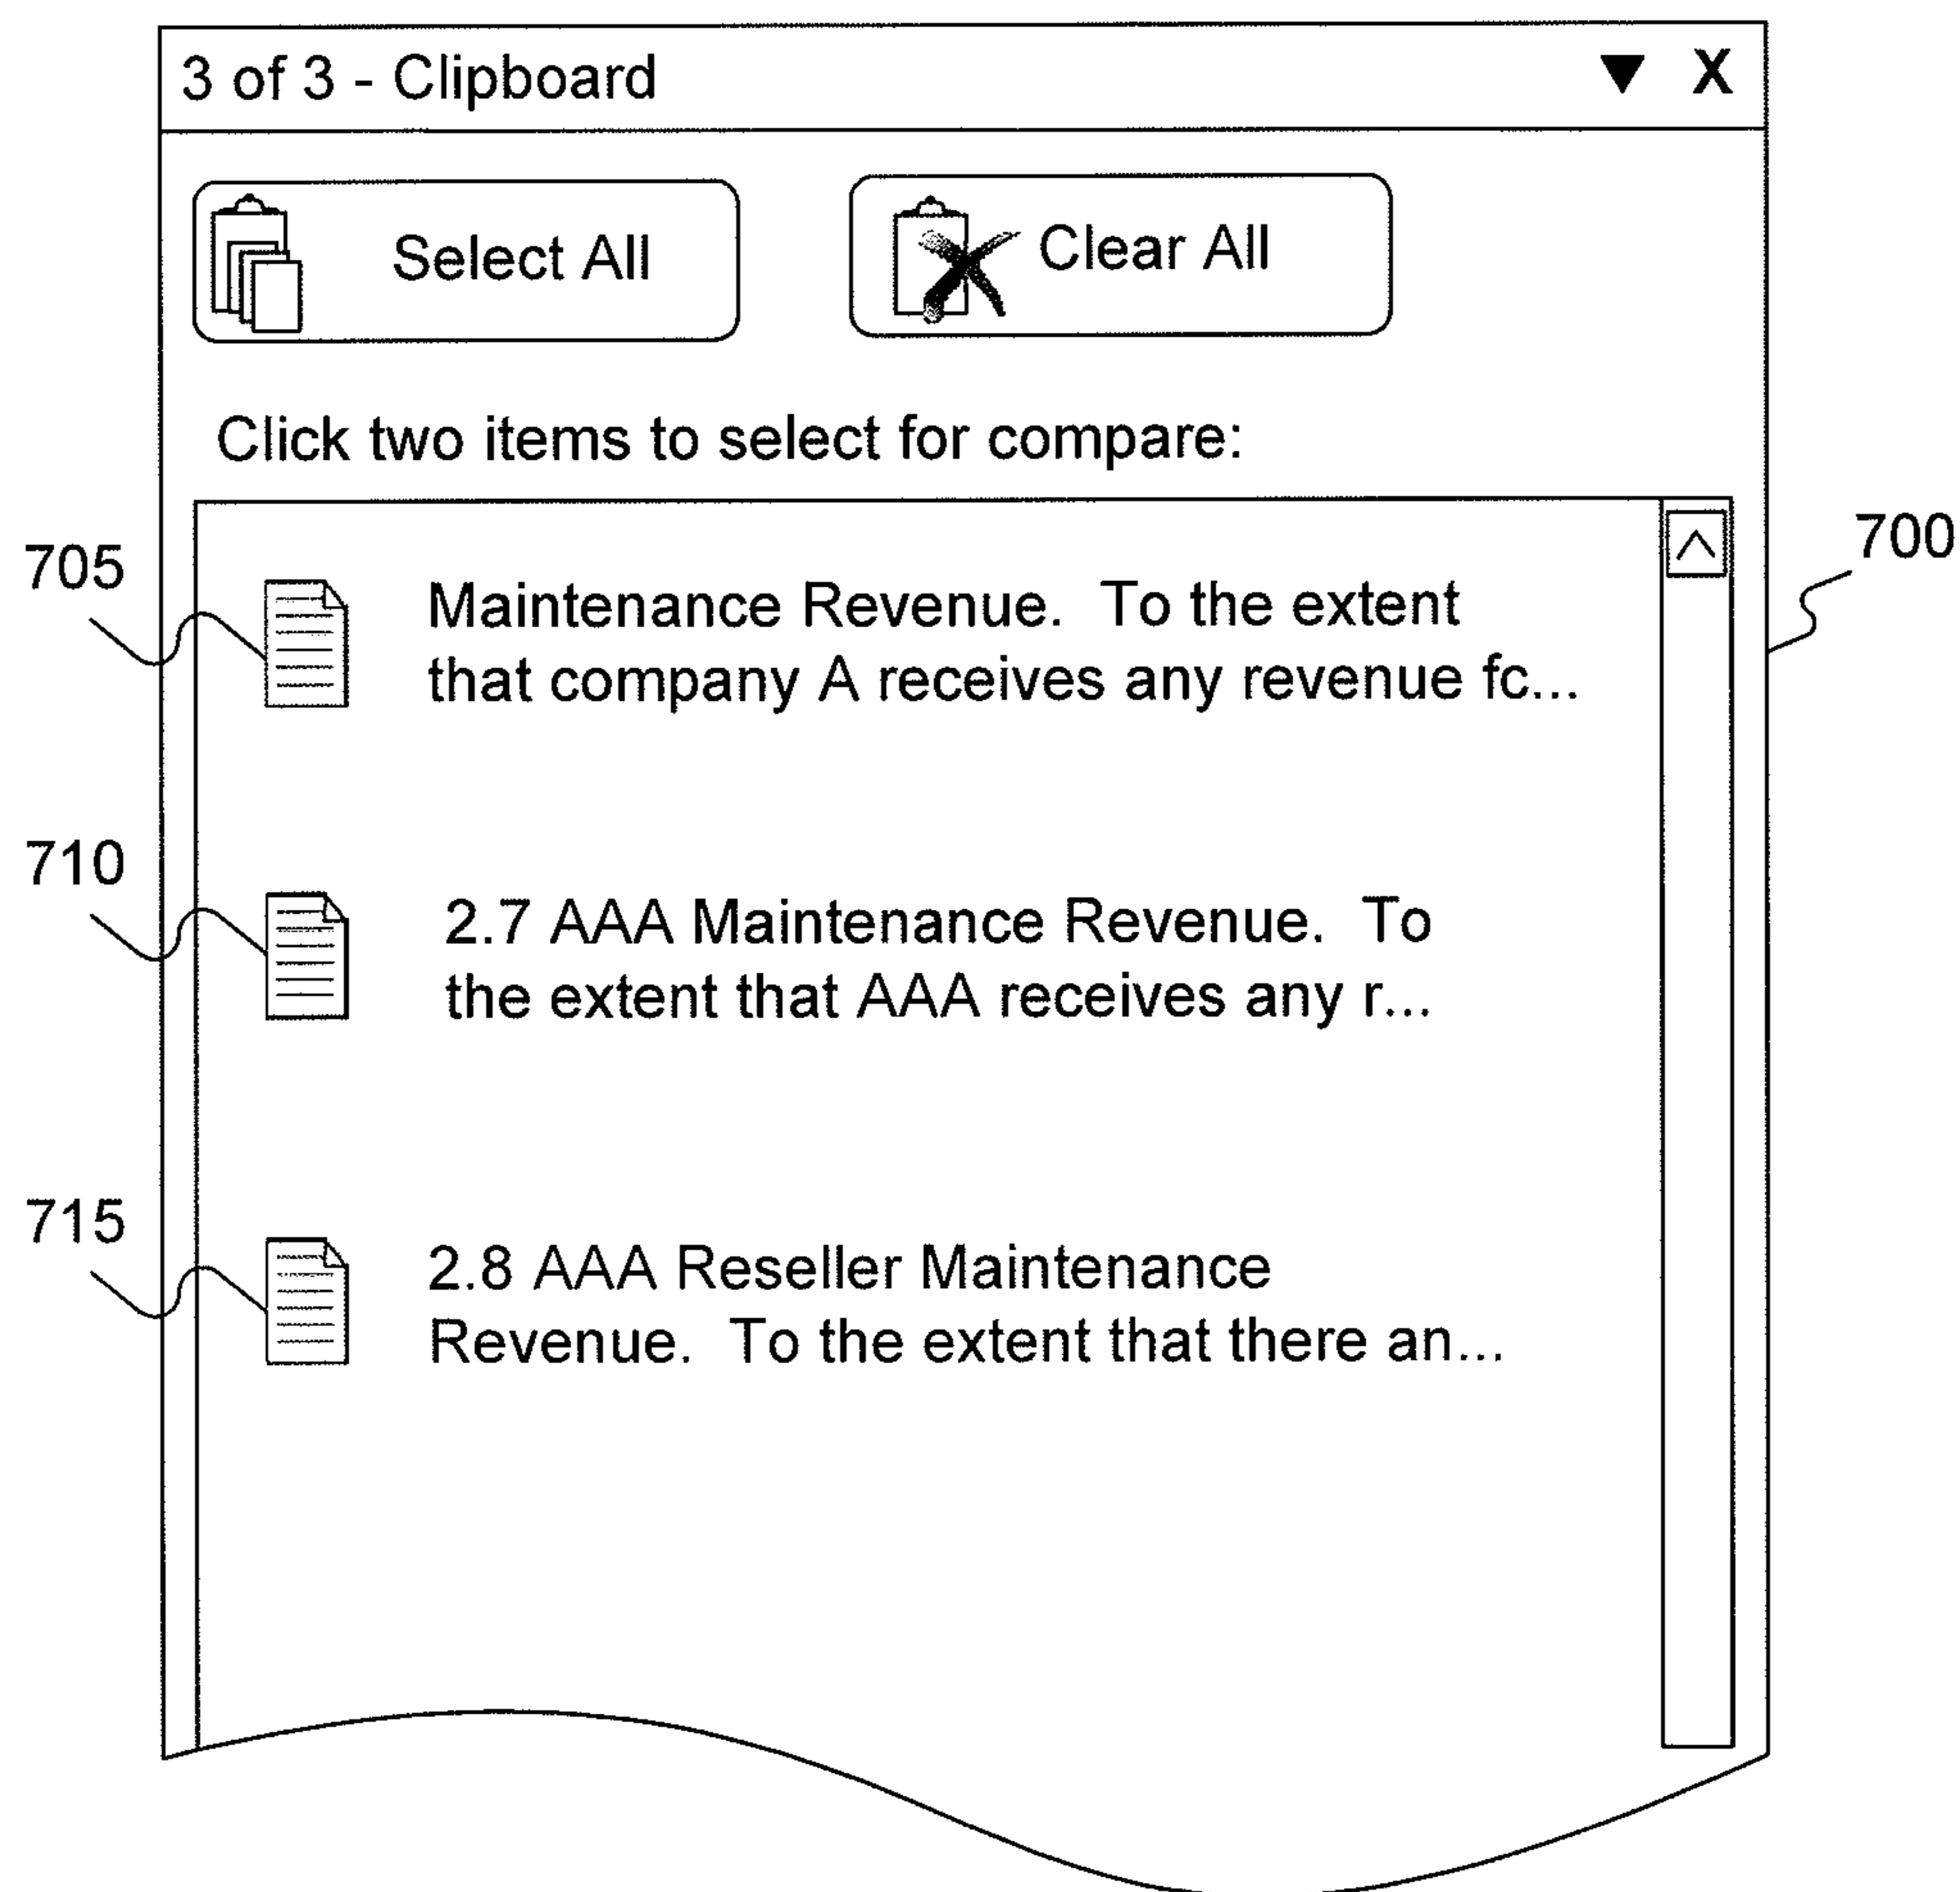 3 of 3 - Clipboard ▼ X
Select All
Clear All
Click two items to select for compare:
700
705
Maintenance Revenue. To the extent
that company A receives any revenue fc...
710
2.7 AAA Maintenance Revenue. To
the extent that AAA receives any r...
715
2.8 AAA Reseller Maintenance
Revenue. To the extent that there an...